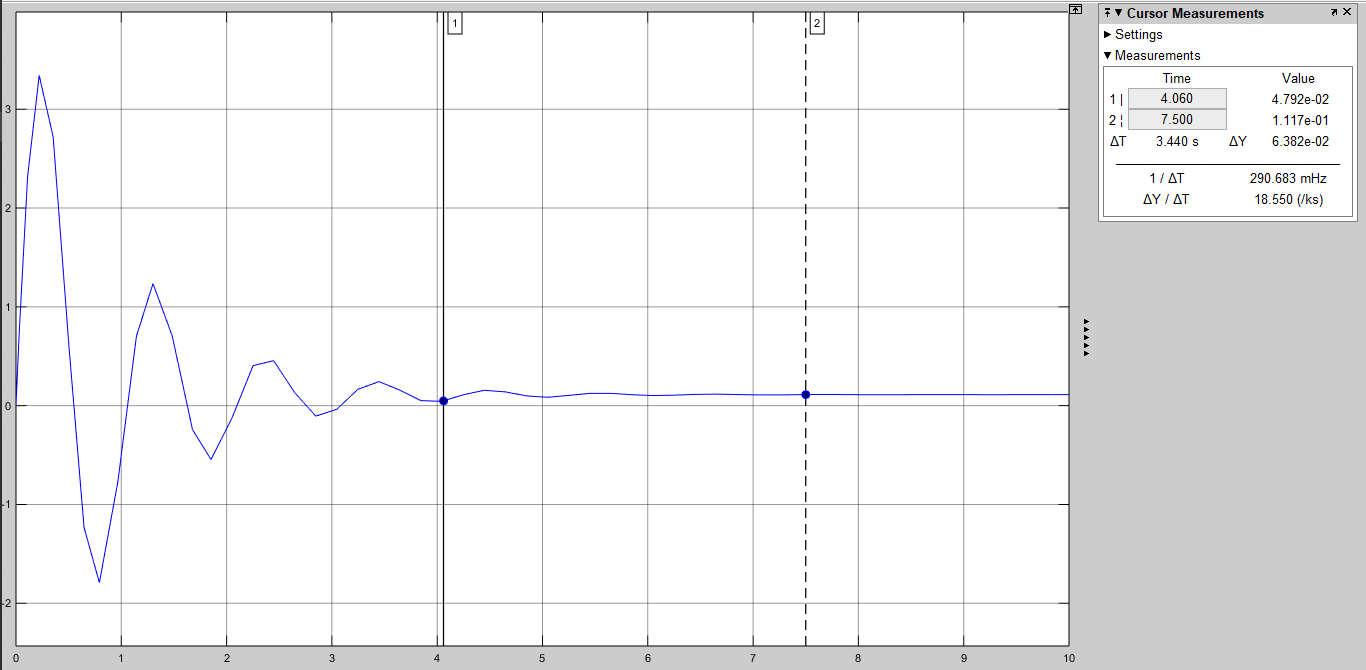 1
2
3
2
1
0
-1
-2
0 1 2 3 4 5 6 7 8 9 10
Cursor Measurements
Settings
Measurements
Time Value
1 | 4.060 4.792e-02
2 ¦ 7.500 1.117e-01
ΔT 3.440 s ΔY 6.382e-02
1 / ΔT 290.683 mHz
ΔY / ΔT 18.550 (/ks)